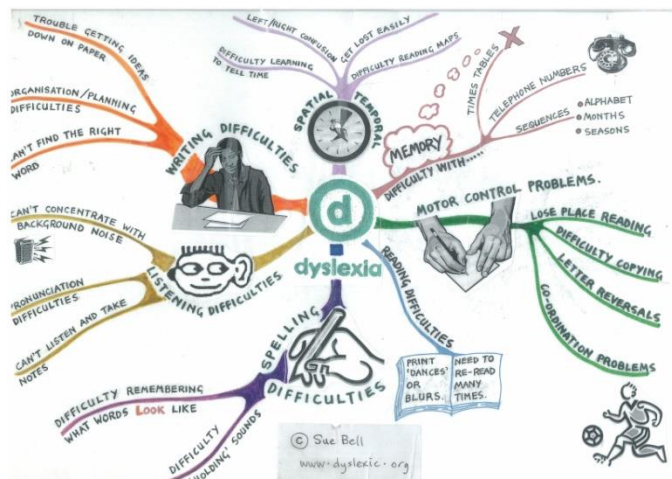 TROUBLE GETTING IDEAS
DOWN ON PAPER
ORGANISATION/PLANNING
DIFFICULTIES
CAN'T FIND THE RIGHT
WORD
WRITING DIFFICULTIES
LEFT/RIGHT CONFUSION
DIFFICULTY LEARNING
TO TELL TIME
GET LOST EASILY
DIFFICULTY READING MAPS
SPATIAL TEMPORAL
MEMORY
DIFFICULTY WITH.....
TIMES TABLES
X
TELEPHONE NUMBERS
SEQUENCES
ALPHABET
MONTHS
SEASONS
MOTOR CONTROL PROBLEMS.
LOSE PLACE READING
DIFFICULTY COPYING
LETTER REVERSALS
CO-ORDINATION PROBLEMS
d
dyslexia
CAN'T CONCENTRATE WITH
BACKGROUND NOISE
PRONUNCIATION
DIFFICULTIES
CAN'T LISTEN AND TAKE
NOTES
LISTENING DIFFICULTIES
READING DIFFICULTIES
PRINT
'DANCES'
OR
BLURS.
NEED TO
RE-READ
MANY
TIMES.
SPELLING
DIFFICULTIES
DIFFICULTY REMEMBERING
WHAT WORDS LOOK LIKE
DIFFICULTY
'HOLDING' SOUNDS
© Sue Bell
www.dyslexic.org